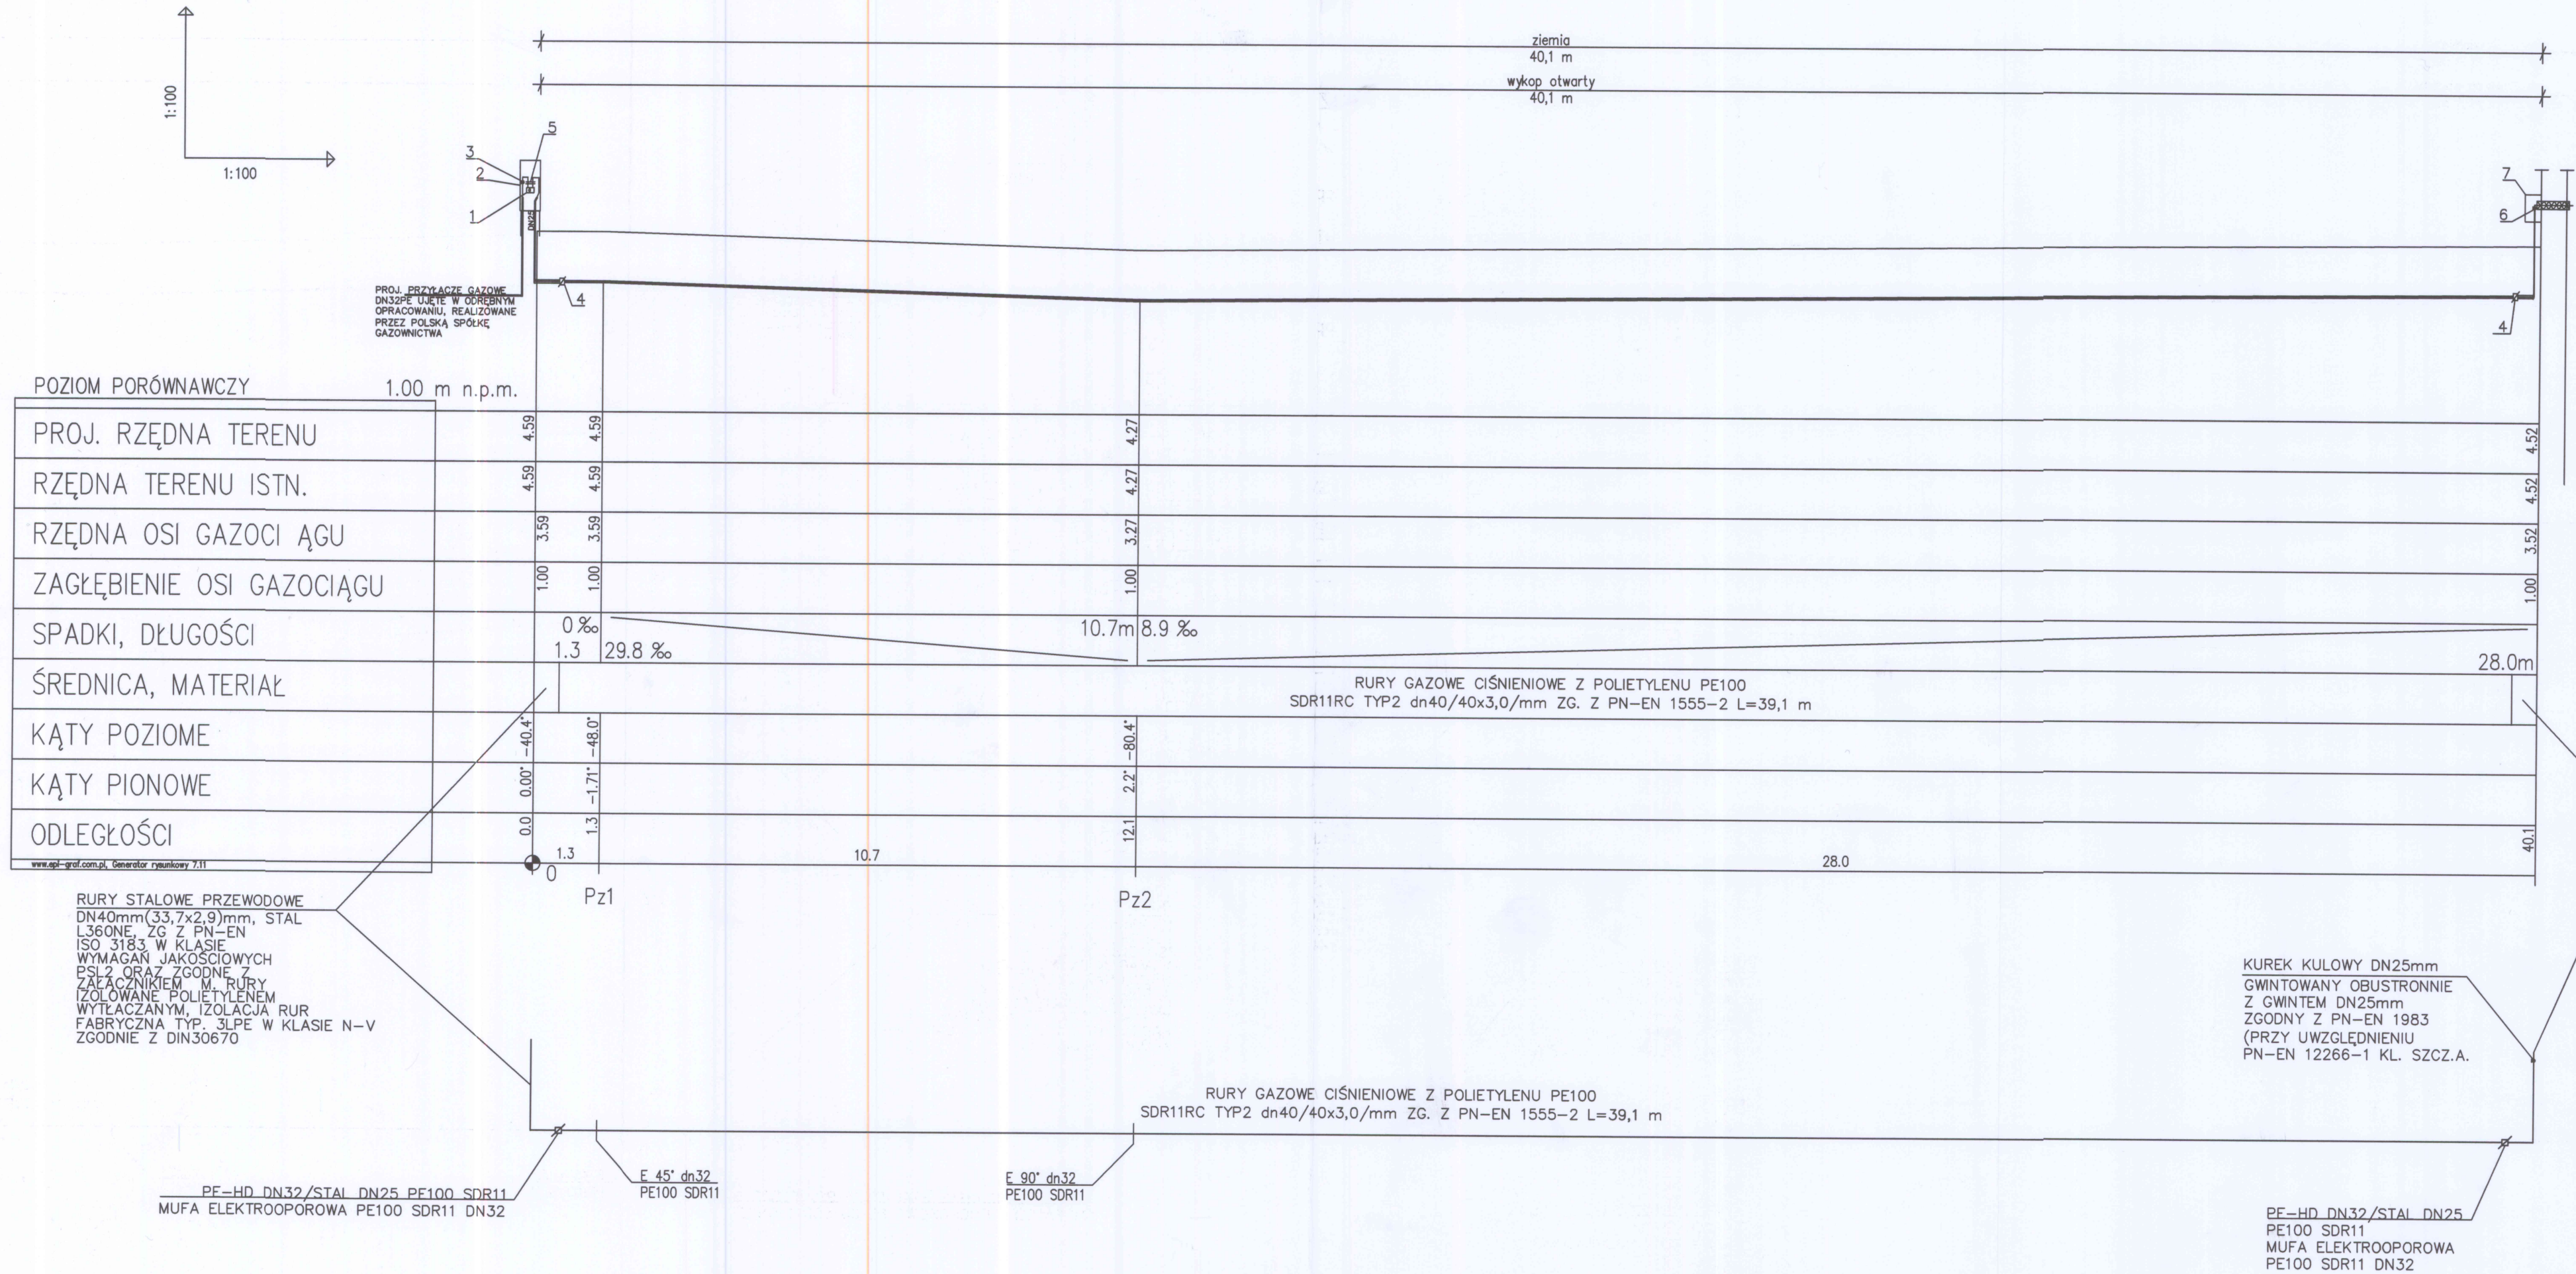 ziemia
40,1 m
wykop otwarty
40,1 m
1:100
1:100
5
3
2
1
DN25
4
7
6
4
PROJ. PRZYŁĄCZE GAZOWE
DN32PE UJĘTE W ODRĘBNYM
OPRACOWANIU, REALIZOWANE
PRZEZ POLSKĄ SPÓŁKĘ
GAZOWNICTWA
POZIOM PORÓWNAWCZY 1.00 m n.p.m.
PROJ. RZĘDNA TERENU 4.59 4.59 4.27 4.52
RZĘDNA TERENU ISTN. 4.59 4.59 4.27 4.52
RZĘDNA OSI GAZOCI ĄGU 3.59 3.59 3.27 3.52
ZAGŁĘBIENIE OSI GAZOCIĄGU 1.00 1.00 1.00 1.00
SPADKI, DŁUGOŚCI 0 ‰ 10.7m 8.9 ‰
1.3 29.8 ‰ 28.0m
ŚREDNICA, MATERIAŁ
RURY GAZOWE CIŚNIENIOWE Z POLIETYLENU PE100
SDR11RC TYP2 dn40/40x3,0/mm ZG. Z PN-EN 1555-2 L=39,1 m
KĄTY POZIOME -40.4° -48.0° -80.4°
KĄTY PIONOWE 0.00° -1.71° 2.2°
ODLEGŁOŚCI 0.0 1.3 12.1 40.1
www.epl-graf.com.pl, Generator rysunkowy 7.11
1.3 10.7 28.0
0 Pz1 Pz2
RURY STALOWE PRZEWODOWE
DN40mm(33,7x2,9)mm, STAL
L360NE, ZG Z PN-EN
ISO 3183 W KLASIE
WYMAGAŃ JAKOŚCIOWYCH
PSL2 ORAZ ZGODNE Z
ZAŁĄCZNIKIEM M. RURY
IZOLOWANE POLIETYLENEM
WYTŁACZANYM, IZOLACJA RUR
FABRYCZNA TYP. 3LPE W KLASIE N-V
ZGODNIE Z DIN30670
KUREK KULOWY DN25mm
GWINTOWANY OBUSTRONNIE
Z GWINTEM DN25mm
ZGODNY Z PN-EN 1983
(PRZY UWZGLĘDNIENIU
PN-EN 12266-1 KL. SZCZ.A.
RURY GAZOWE CIŚNIENIOWE Z POLIETYLENU PE100
SDR11RC TYP2 dn40/40x3,0/mm ZG. Z PN-EN 1555-2 L=39,1 m
PE-HD DN32/STAL DN25 PE100 SDR11
MUFA ELEKTROOPOROWA PE100 SDR11 DN32
E 45° dn32
PE100 SDR11
E 90° dn32
PE100 SDR11
PE-HD DN32/STAL DN25
PE100 SDR11
MUFA ELEKTROOPOROWA
PE100 SDR11 DN32